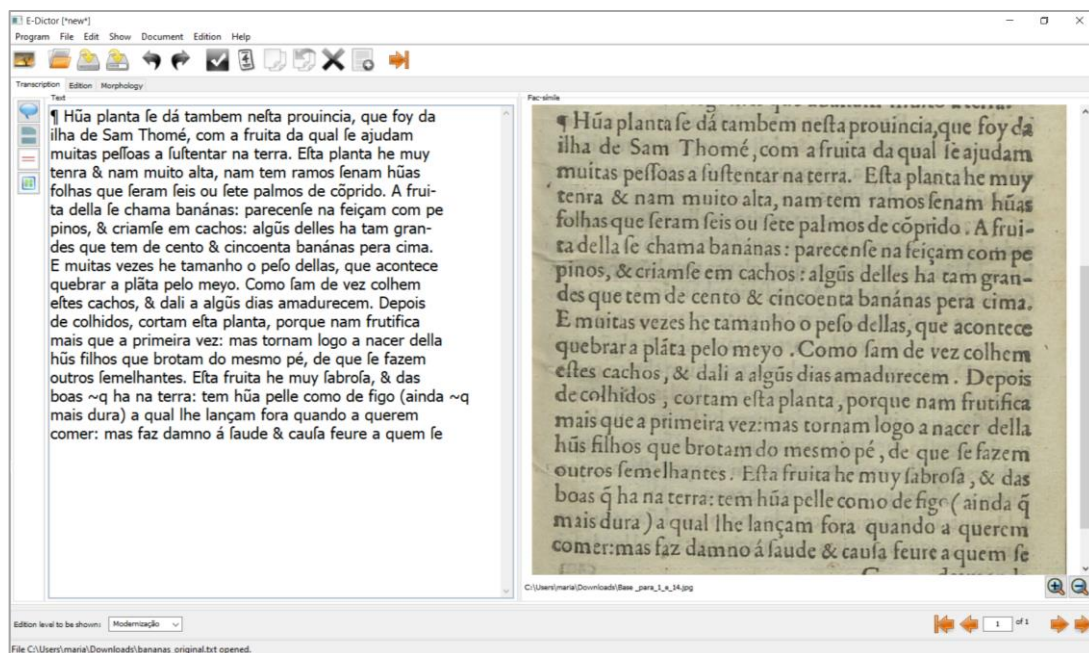 E-Dictor [*new*]
Program File Edit Show Document Edition Help
Transcription Edition Morphology
Text
¶ Hũa planta ſe dá tambem neſta prouincia, que foy da
ilha de Sam Thomé, com a fruita da qual ſe ajudam
muitas peſſoas a ſuſtentar na terra. Eſta planta he muy
tenra & nam muito alta, nam tem ramos ſenam hũas
folhas que ſeram ſeis ou ſete palmos de cõprido. A frui-
ta della ſe chama banánas: parecenſe na feiçam com pe
pinos, & criamſe em cachos: algũs delles ha tam gran-
des que tem de cento & cincoenta banánas pera cima.
E muitas vezes he tamanho o peſo dellas, que acontece
quebrar a plãta pelo meyo. Como ſam de vez colhem
eſtes cachos, & dali a algũs dias amadurecem. Depois
de colhidos, cortam eſta planta, porque nam frutifica
mais que a primeira vez: mas tornam logo a nacer della
hũs filhos que brotam do mesmo pé, de que ſe fazem
outros ſemelhantes. Eſta fruita he muy ſabroſa, & das
boas ~q ha na terra: tem hũa pelle como de figo (ainda ~q
mais dura) a qual lhe lançam fora quando a querem
comer: mas faz damno á ſaude & cauſa feure a quem ſe
Fac-simile
¶ Hũa planta ſe dá tambem neſta prouincia, que foy da
ilha de Sam Thomé, com a fruita da qual ſe ajudam
muitas peſſoas a ſuſtentar na terra. Eſta planta he muy
tenra & nam muito alta, nam tem ramos ſenam hũas
folhas que ſeram ſeis ou ſete palmos de cõprido. A frui-
ta della ſe chama banánas: parecenſe na feiçam com pe
pinos, & criamſe em cachos: algũs delles ha tam gran-
des que tem de cento & cincoenta banánas pera cima.
E muitas vezes he tamanho o peſo dellas, que acontece
quebrar a plãta pelo meyo. Como ſam de vez colhem
eſtes cachos, & dali a algũs dias amadurecem. Depois
de colhidos, cortam eſta planta, porque nam frutifica
mais que a primeira vez: mas tornam logo a nacer della
hũs filhos que brotam do mesmo pé, de que ſe fazem
outros ſemelhantes. Eſta fruita he muy ſabroſa, & das
boas q̃ ha na terra: tem hũa pelle como de figo (ainda q̃
mais dura) a qual lhe lançam fora quando a querem
comer: mas faz damno á ſaude & cauſa feure a quem ſe
C:\Users\maria\Downloads\Base _para_1_e_14.jpg
Edition level to be shown: Modernização
1 of 1
File C:\Users\maria\Downloads\bananas_original.txt opened.